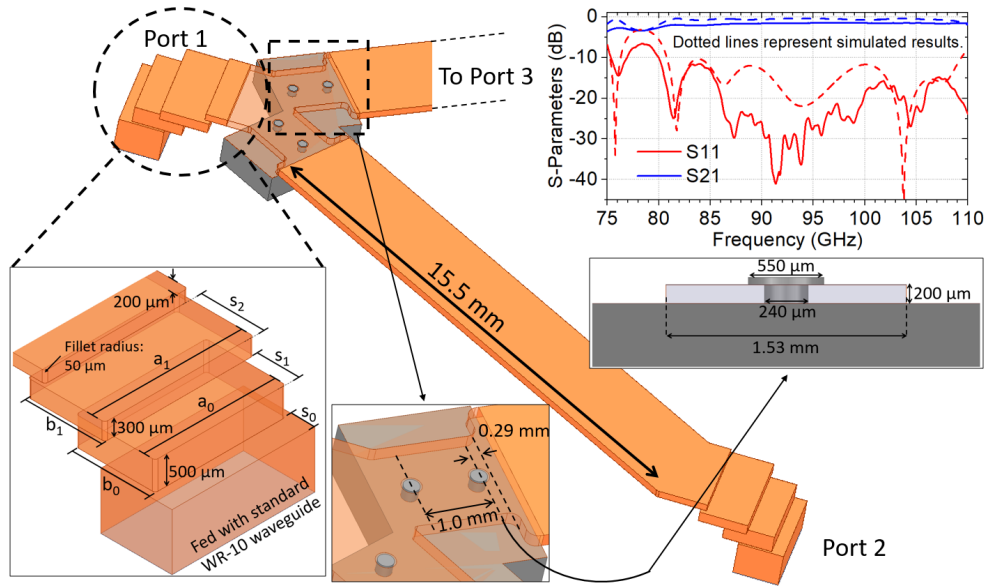 Port 1
To Port 3
15.5 mm
Port 2
S-Parameters (dB)
0
-10
-20
-30
-40
Dotted lines represent simulated results.
S11
S21
75 80 85 90 95 100 105 110
Frequency (GHz)
550 µm
200 µm
240 µm
1.53 mm
200 µm
s₂
Fillet radius:
50 µm
a₁
s₁
a₀
s₀
b₁
300 µm
b₀
500 µm
Fed with standard
WR-10 waveguide
0.29 mm
1.0 mm